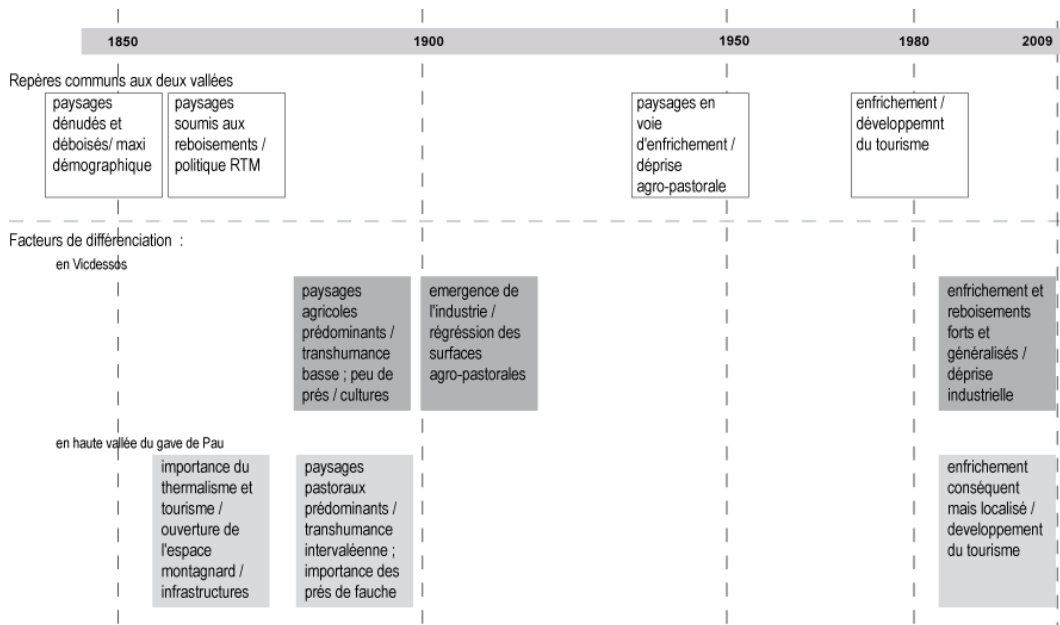 1850 1900 1950 1980 2009
Repères communs aux deux vallées
paysages
dénudés et
déboisés/ maxi
démographique
paysages
soumis aux
reboisements /
politique RTM
paysages en
voie
d'enfrichement /
déprise
agro-pastorale
enfrichement /
développemnt
du tourisme
Facteurs de différenciation :
en Vicdessos
paysages
agricoles
prédominants /
transhumance
basse ; peu de
prés / cultures
emergence de
l'industrie /
régréssion des
surfaces
agro-pastorales
enfrichement et
reboisements
forts et
généralisés /
déprise
industrielle
en haute vallée du gave de Pau
importance du
thermalisme et
tourisme /
ouverture de
l'espace
montagnard /
infrastructures
paysages
pastoraux
prédominants /
transhumance
intervaléenne ;
importance des
prés de fauche
enfrichement
conséquent
mais localisé /
developpement
du tourisme